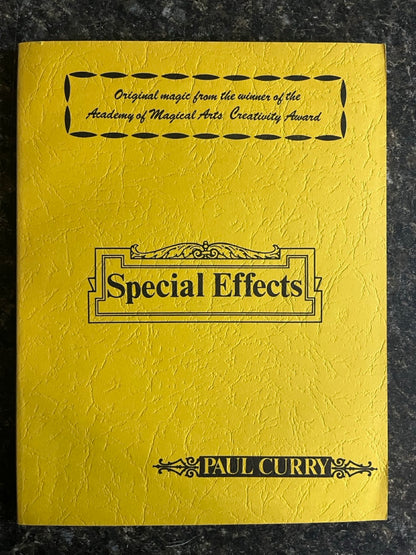 Original magic from the winner of the
Academy of Magical Arts Creativity Award
Special Effects
PAUL CURRY